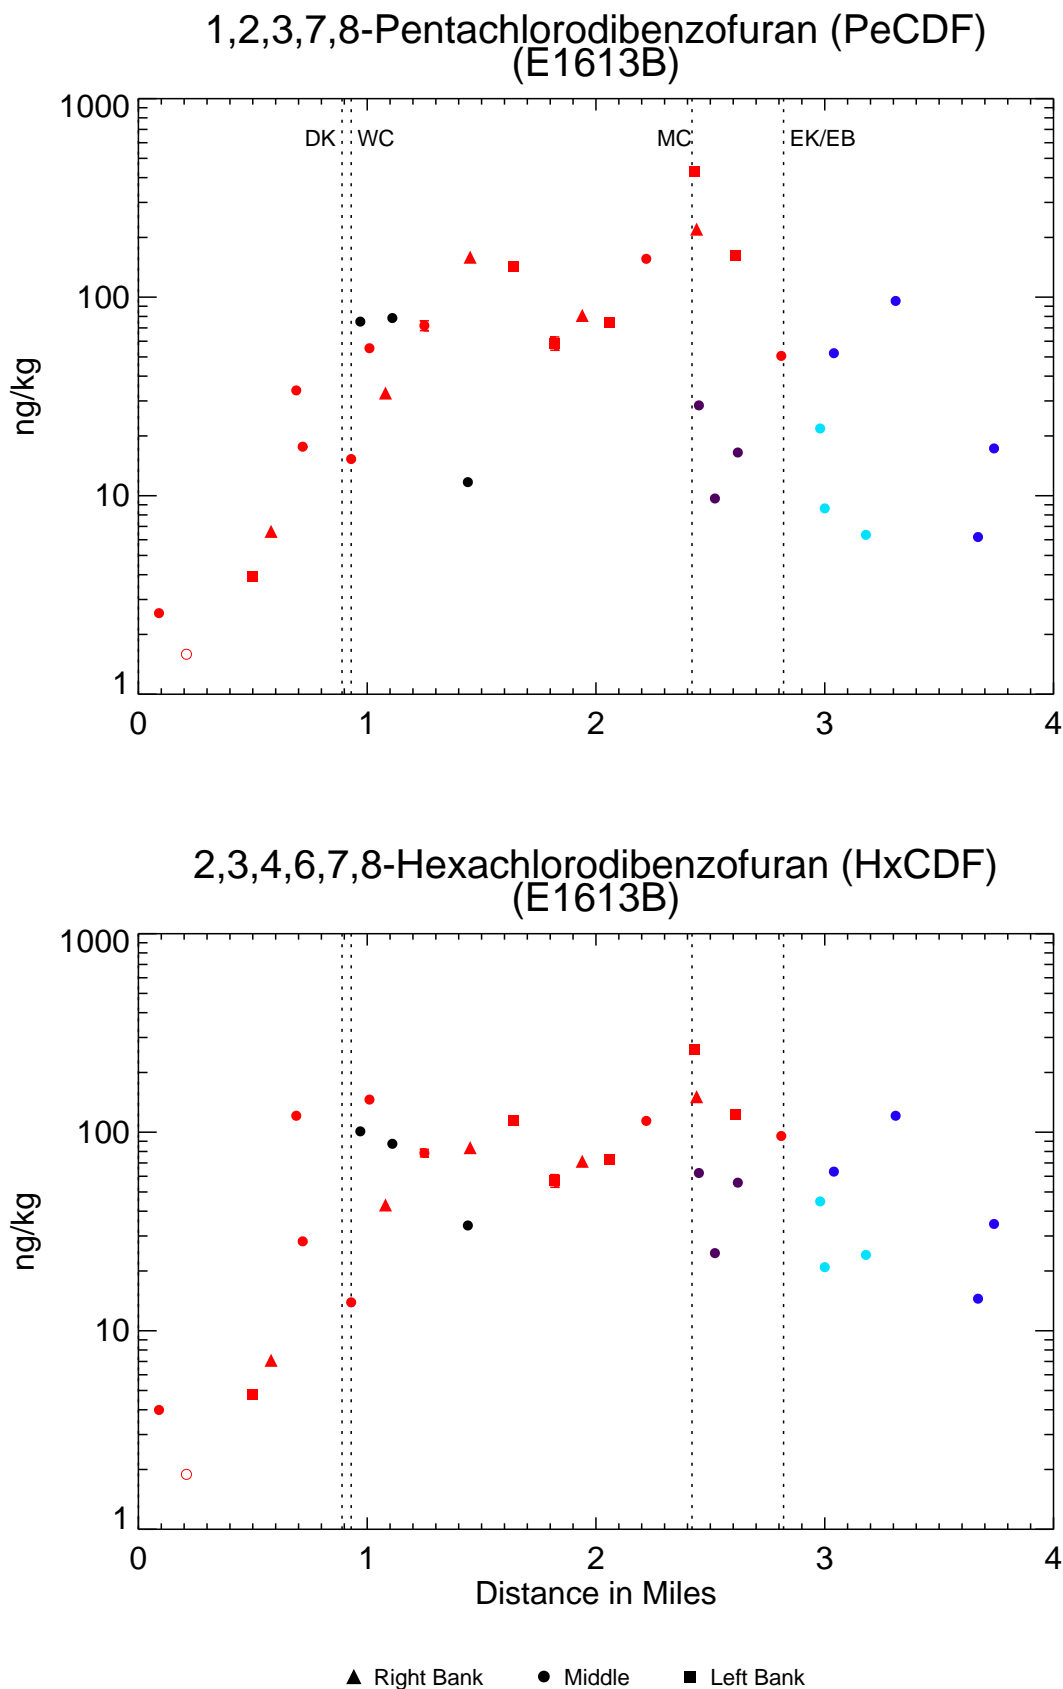 1,2,3,7,8-Pentachlorodibenzofuran (PeCDF)
(E1613B)
1000
DK WC MC EK/EB
100
ng/kg
10
1
0 1 2 3 4
2,3,4,6,7,8-Hexachlorodibenzofuran (HxCDF)
(E1613B)
1000
100
ng/kg
10
1
0 1 2 3 4
Distance in Miles
Right Bank Middle Left Bank